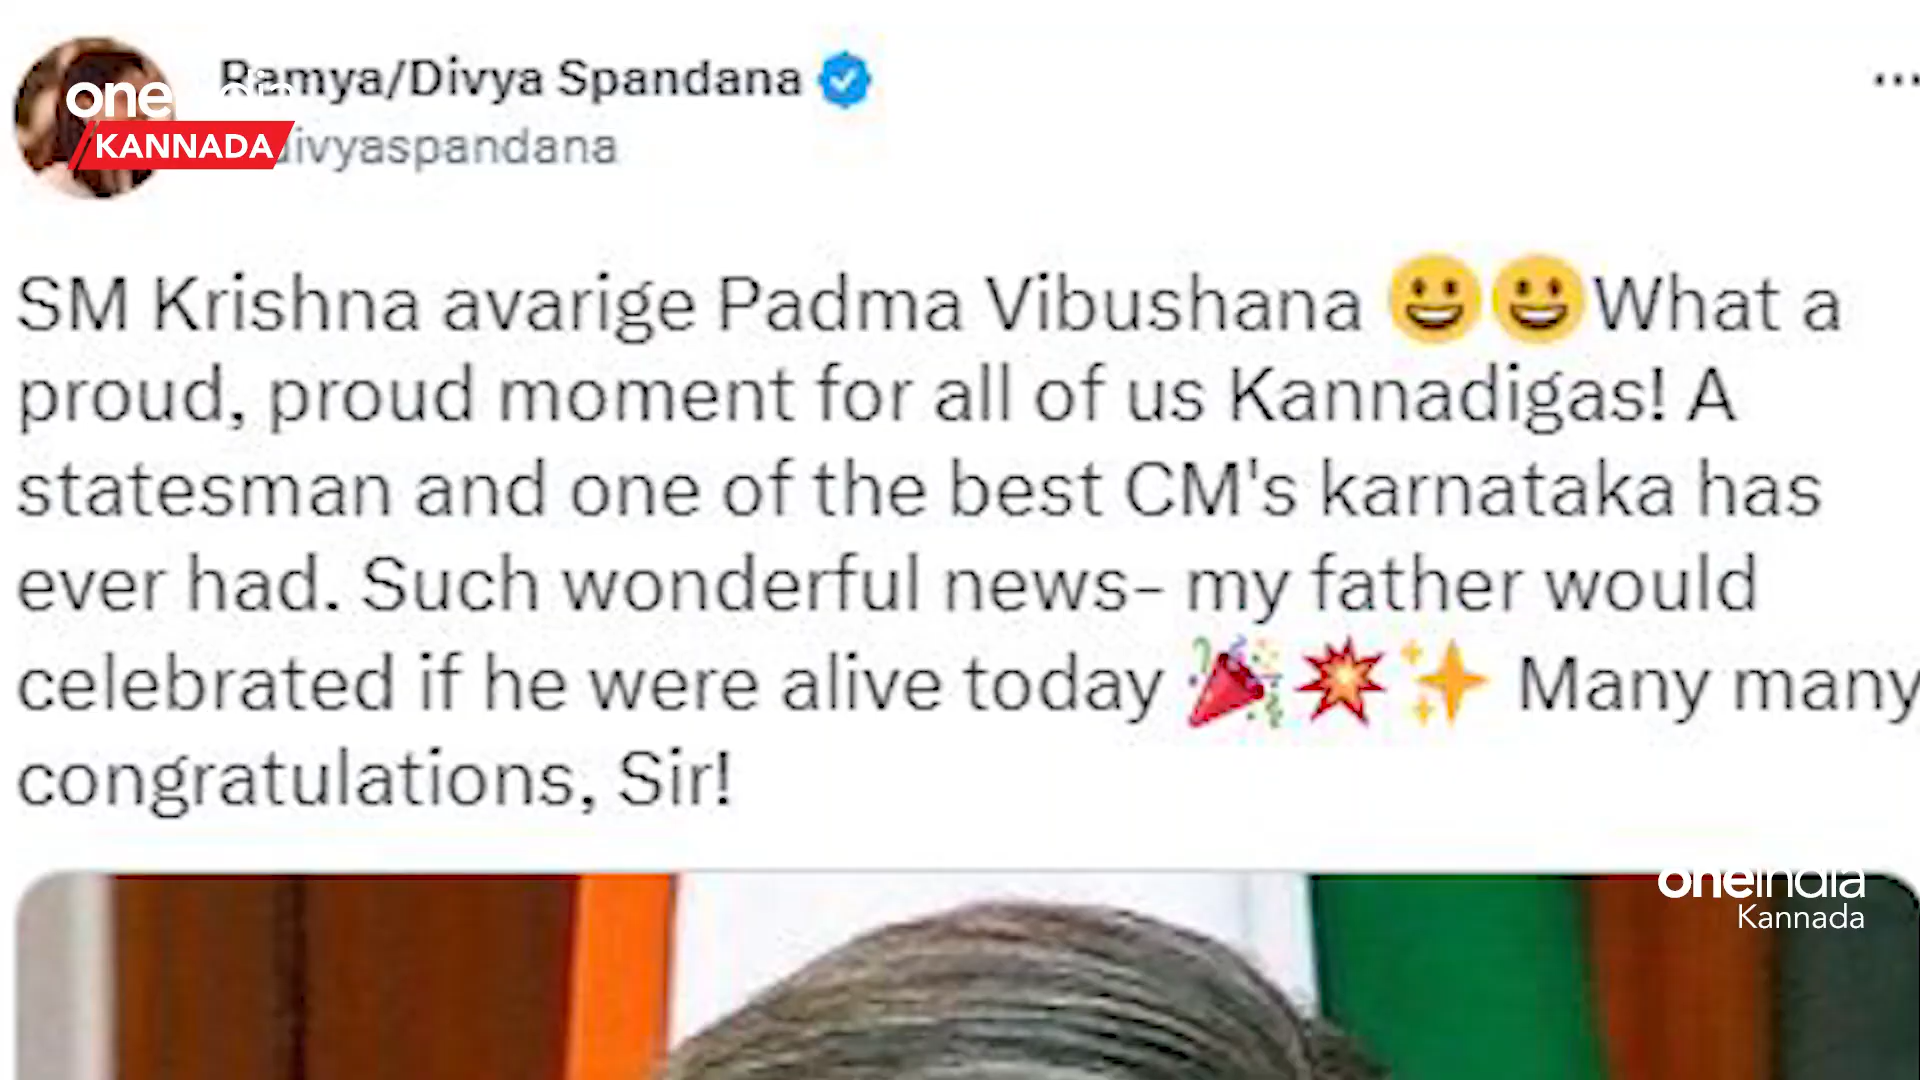 Ramya/Divya Spandana
divyaspandana
oneindia
KANNADA
SM Krishna avarige Padma Vibushana 😀😀What a
proud, proud moment for all of us Kannadigas! A
statesman and one of the best CM's karnataka has
ever had. Such wonderful news- my father would
celebrated if he were alive today 🎉💥✨ Many many
congratulations, Sir!
oneindia
Kannada